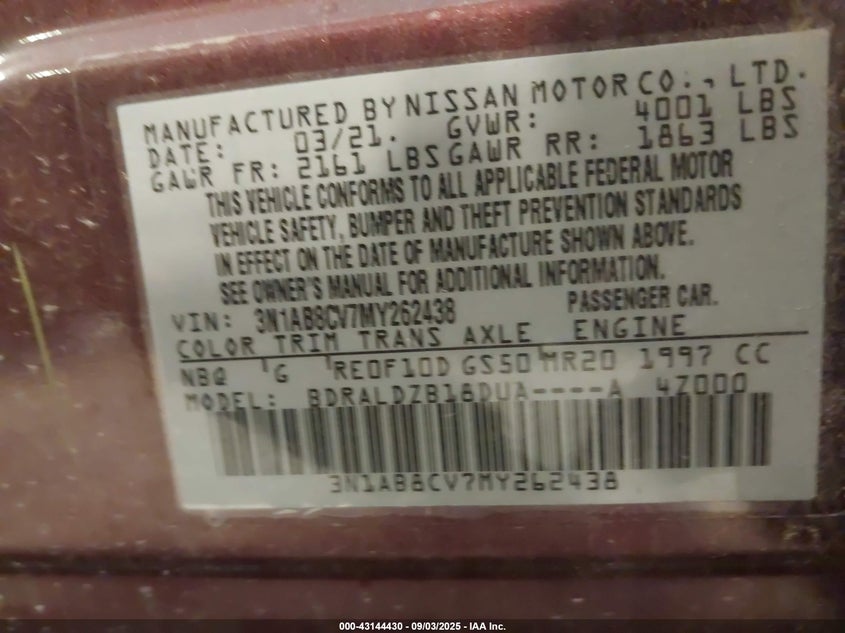 MANUFACTURED BY NISSAN MOTOR CO., LTD.
DATE: 03/21. GVWR: 4001 LBS
GAWR FR: 2161 LBS GAWR RR: 1863 LBS
THIS VEHICLE CONFORMS TO ALL APPLICABLE FEDERAL MOTOR
VEHICLE SAFETY, BUMPER AND THEFT PREVENTION STANDARDS
IN EFFECT ON THE DATE OF MANUFACTURE SHOWN ABOVE.
SEE OWNER'S MANUAL FOR ADDITIONAL INFORMATION.
VIN: 3N1AB8CV7MY262438 PASSENGER CAR.
COLOR TRIM TRANS AXLE ENGINE
NBQ G RE0F10D GS50 MR20 1997 CC
MODEL: BDRALDZB18DUA----A 4Z000
3N1AB8CV7MY262438
000-43144430 - 09/03/2025 - IAA Inc.